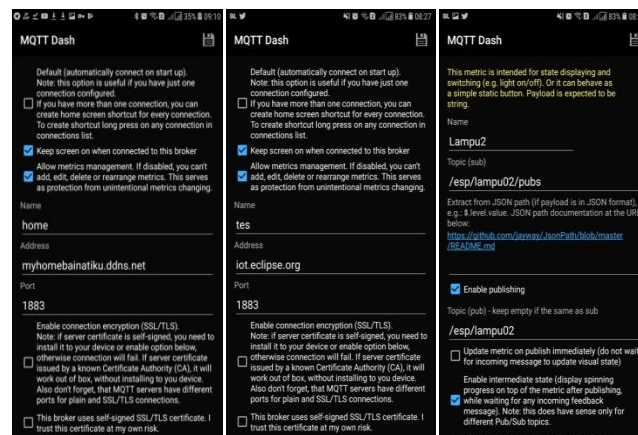 35% 09:10
MQTT Dash
Default (automatically connect on start up).
Note: this option is useful if you have just one
connection configured.
If you have more than one connection, you can
create home screen shortcut for every connection.
To create shortcut long press on any connection in
connections list.
Keep screen on when connected to this broker
Allow metrics management. If disabled, you can't
add, edit, delete or rearrange metrics. This serves
as protection from unintentional metrics changing.
Name
home
Address
myhomebainatiku.ddns.net
Port
1883
Enable connection encryption (SSL/TLS).
Note: if server certificate is self-signed, you need to
install it to your device or enable option below,
otherwise connection will fail. If server certificate
issued by a known Certificate Authority (CA), it will
work out of box, without installing to you device.
Also don't forget, that MQTT servers have different
ports for plain and SSL/TLS connections.
This broker uses self-signed SSL/TLS certificate. I
trust this certificate at my own risk.
83% 08:27
MQTT Dash
Default (automatically connect on start up).
Note: this option is useful if you have just one
connection configured.
If you have more than one connection, you can
create home screen shortcut for every connection.
To create shortcut long press on any connection in
connections list.
Keep screen on when connected to this broker
Allow metrics management. If disabled, you can't
add, edit, delete or rearrange metrics. This serves
as protection from unintentional metrics changing.
Name
tes
Address
iot.eclipse.org
Port
1883
Enable connection encryption (SSL/TLS).
Note: if server certificate is self-signed, you need to
install it to your device or enable option below,
otherwise connection will fail. If server certificate
issued by a known Certificate Authority (CA), it will
work out of box, without installing to you device.
Also don't forget, that MQTT servers have different
ports for plain and SSL/TLS connections.
This broker uses self-signed SSL/TLS certificate. I
trust this certificate at my own risk.
83%
MQTT Dash
This metric is intended for state displaying and
switching (e.g. light on/off). Or it can behave as
a simple static button. Payload is expected to be
string.
Name
Lampu2
Topic (sub)
/esp/lampu02/pubs
Extract from JSON path (if payload is in JSON format),
e.g.: $.level.value. JSON path documentation at the URL
below:
https://github.com/jayway/JsonPath/blob/master
/README.md
Enable publishing
Topic (pub) - keep empty if the same as sub
/esp/lampu02
Update metric on publish immediately (do not wait
for incoming message to update visual state)
Enable intermediate state (display spinning
progress on top of the metric after publishing,
while waiting for any incoming feedback
message). Note: this does have sense only for
different Pub/Sub topics.